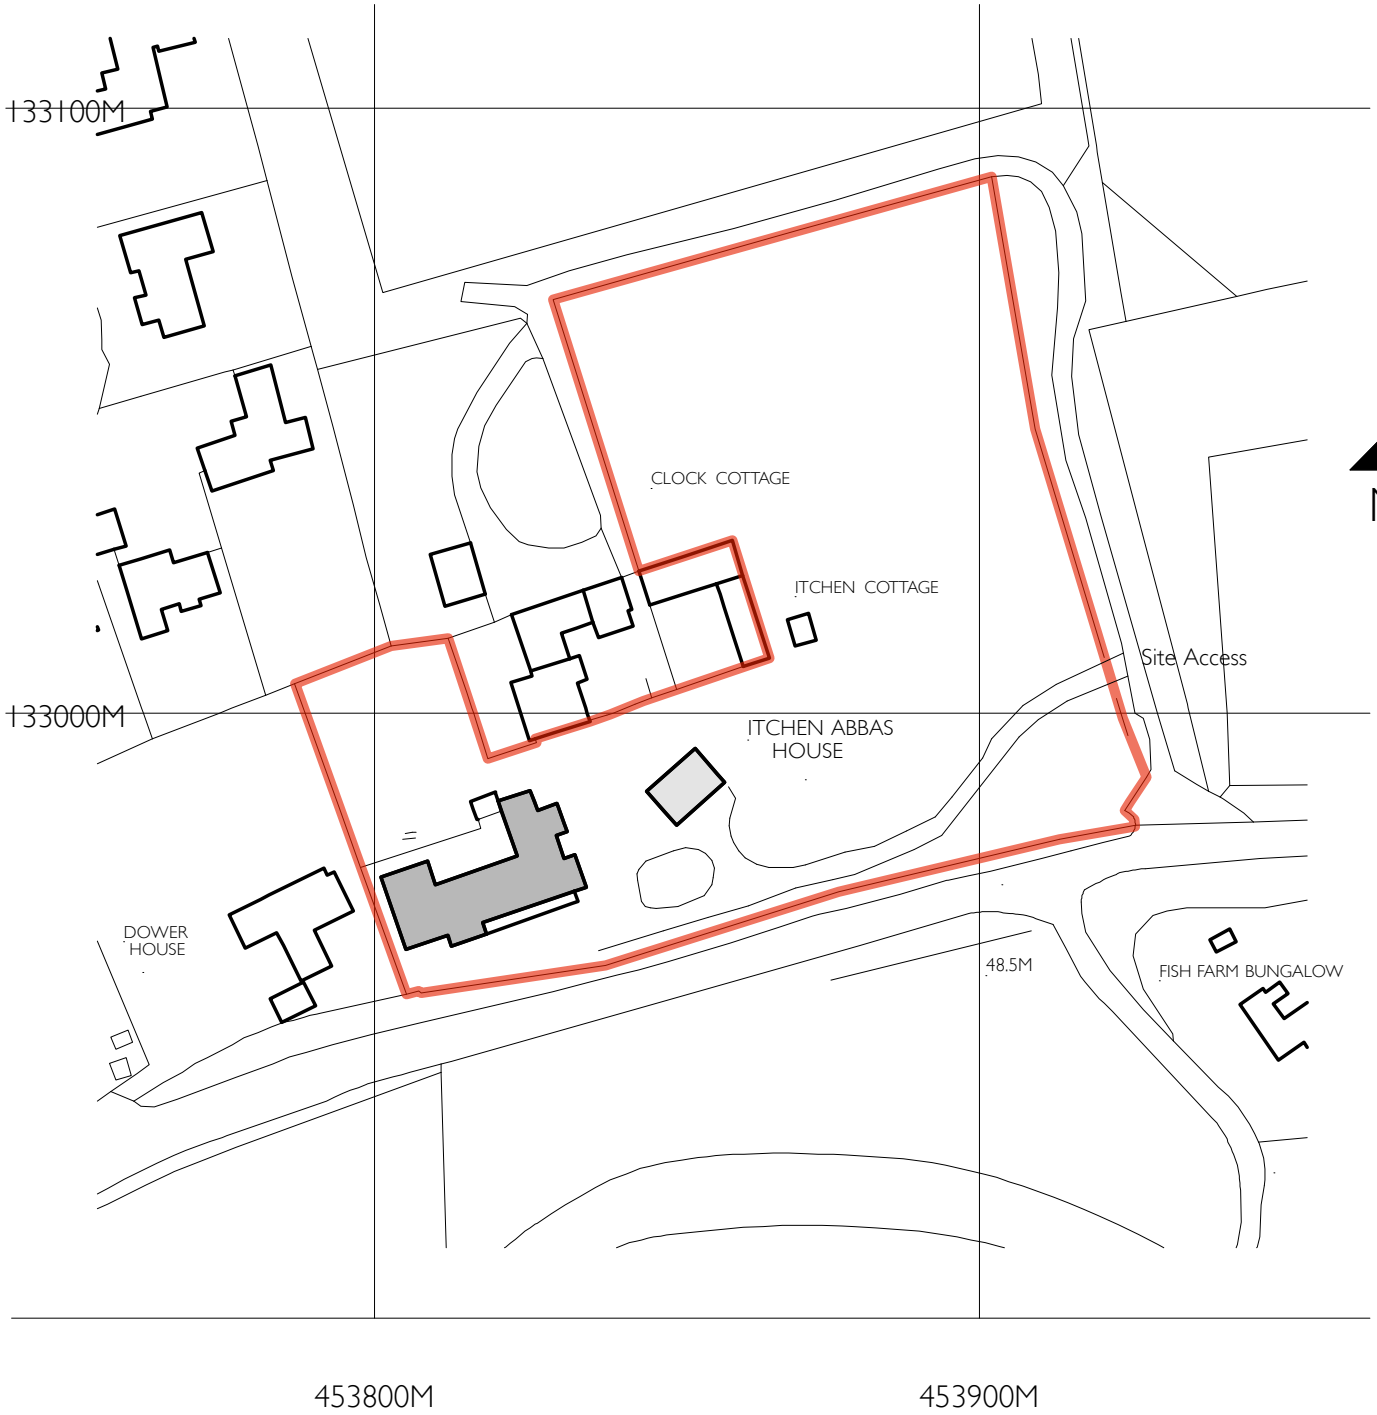 133100M
CLOCK COTTAGE
ITCHEN COTTAGE
Site Access
133000M
ITCHEN ABBAS
HOUSE
DOWER
HOUSE
48.5M
FISH FARM BUNGALOW
453800M
453900M